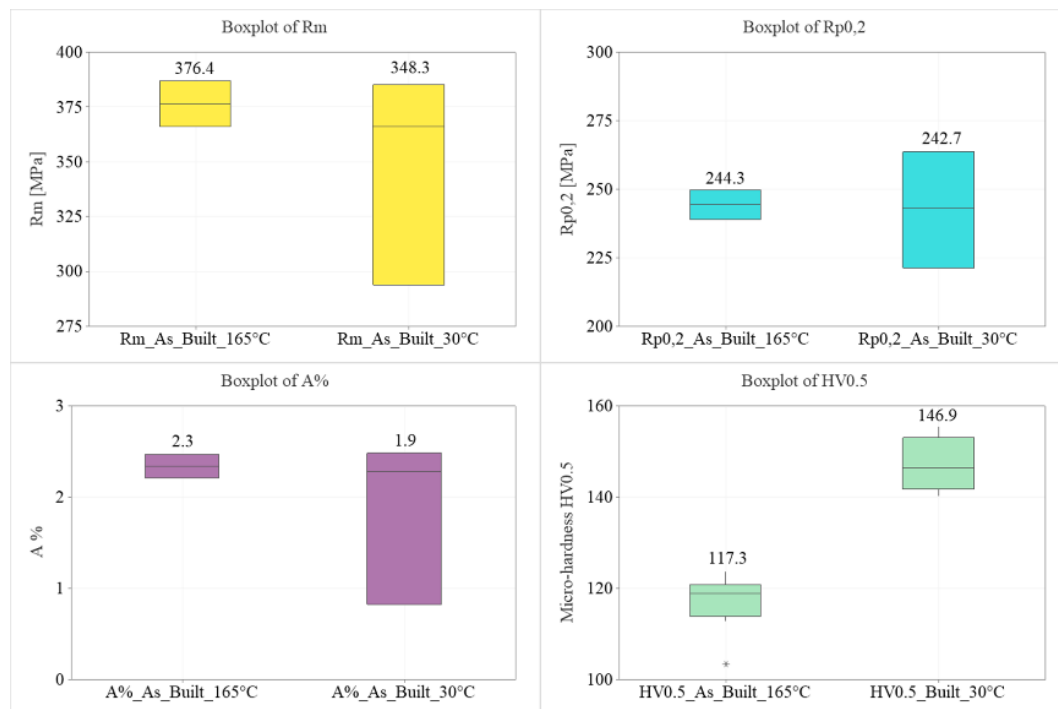 Boxplot of Rm
400
375
350
325
300
275
Rm [MPa]
376.4
348.3
Rm_As_Built_165°C
Rm_As_Built_30°C
Boxplot of Rp0,2
300
275
250
225
200
Rp0,2 [MPa]
244.3
242.7
Rp0,2_As_Built_165°C
Rp0,2_As_Built_30°C
Boxplot of A%
3
2
1
0
A %
2.3
1.9
A%_As_Built_165°C
A%_As_Built_30°C
Boxplot of HV0.5
160
140
120
100
Micro-hardness HV0.5
117.3
146.9
HV0.5_As_Built_165°C
HV0.5_Built_30°C